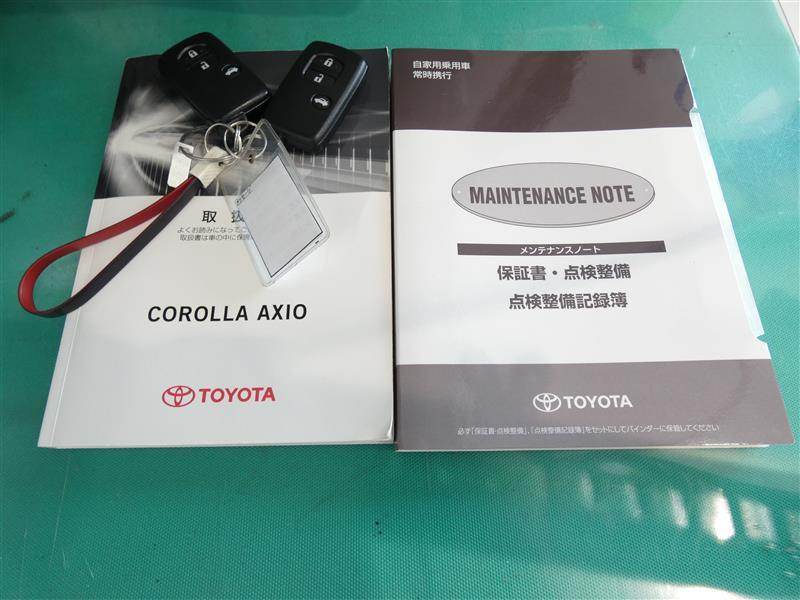 取扱
よくお読みになって
取扱書は車の中に保
COROLLA AXIO
TOYOTA
自家用乗用車
常時携行
MAINTENANCE NOTE
メンテナンスノート
保証書・点検整備
点検整備記録簿
TOYOTA
必ず「保証書・点検整備」、「点検整備記録簿」をセットにしてバインダーに保管してください